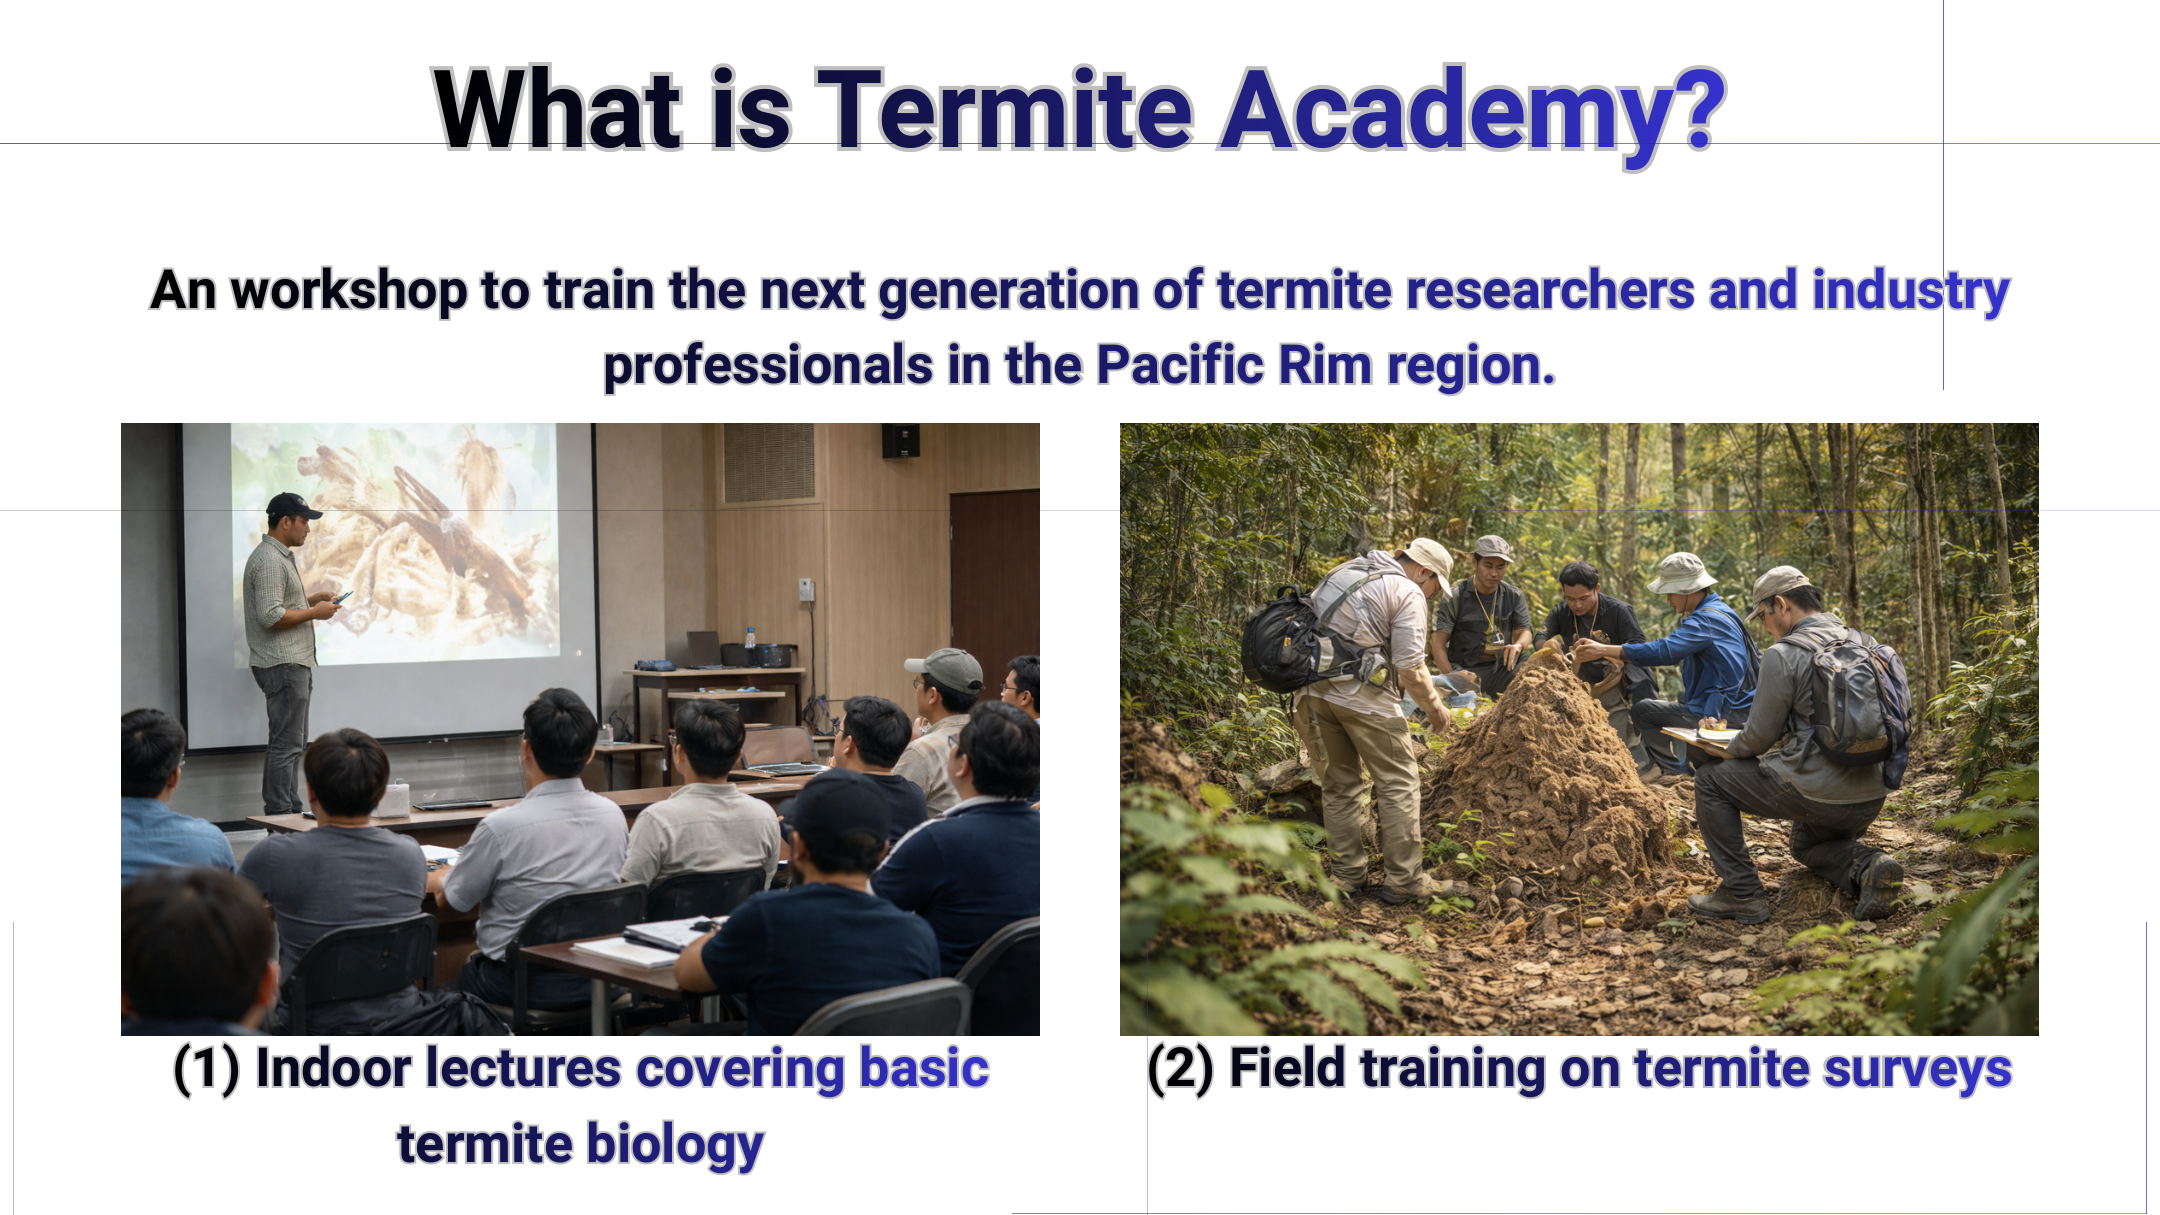 What is Termite Academy?
An workshop to train the next generation of termite researchers and industry
professionals in the Pacific Rim region.
(1) Indoor lectures covering basic
termite biology
(2) Field training on termite surveys